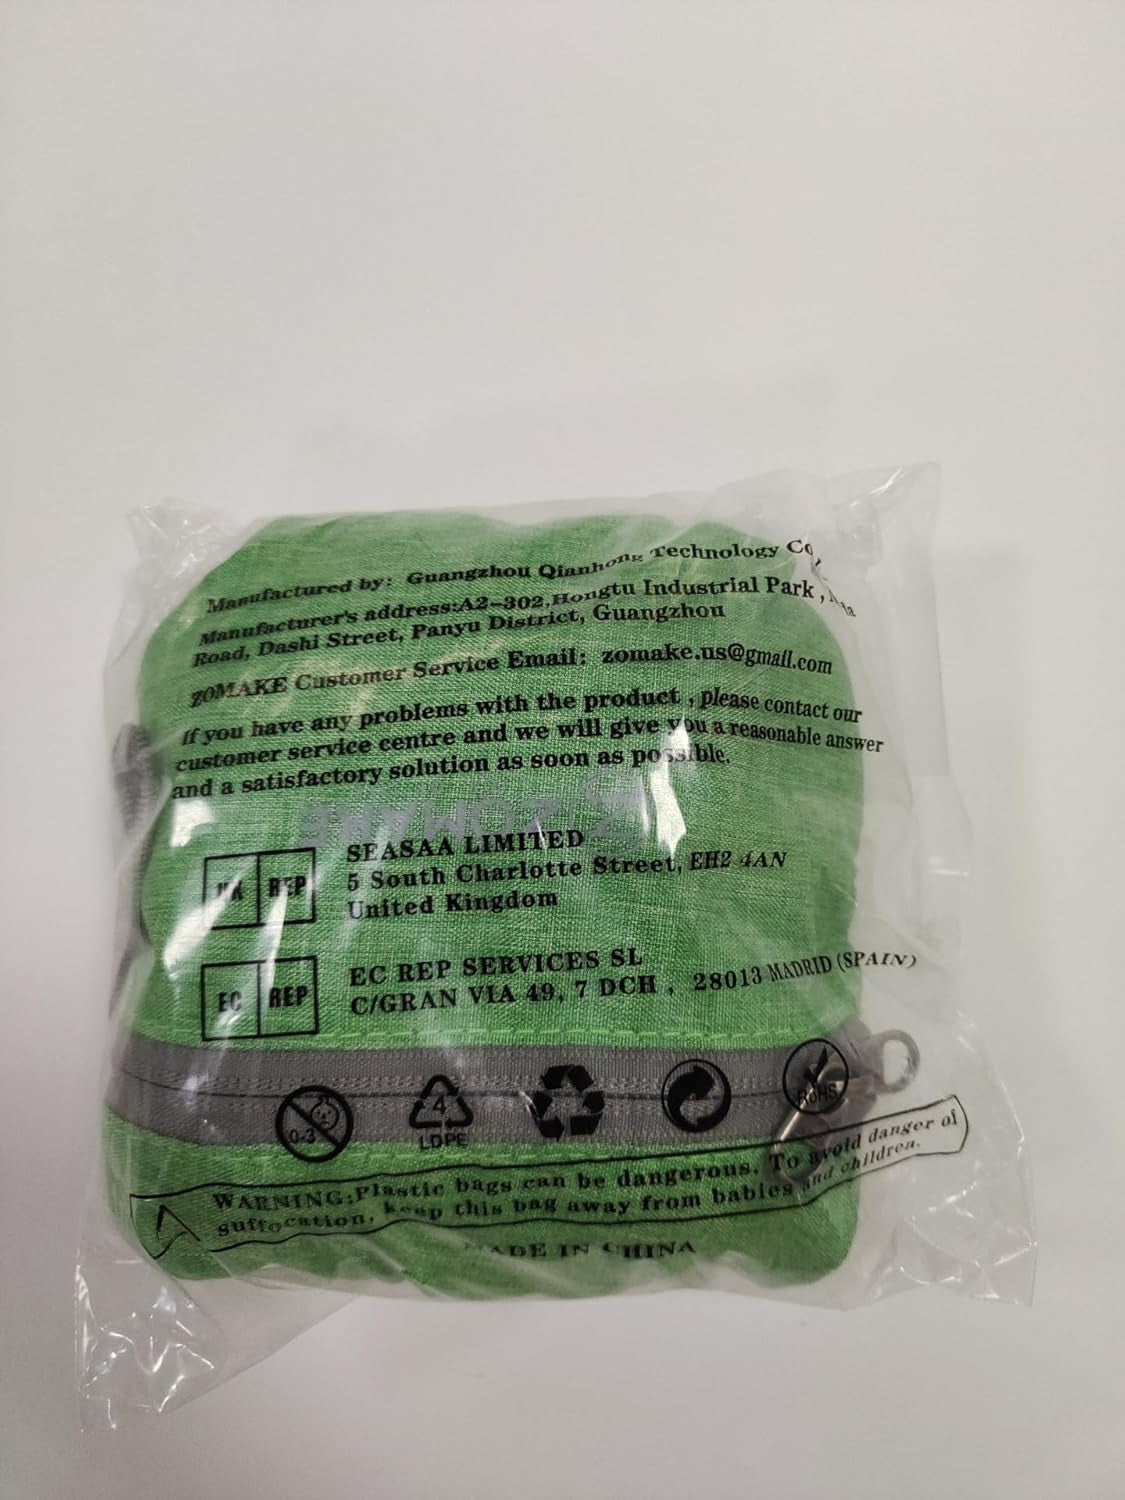 Manufactured by: Guangzhou Qianhong Technology Co
Manufacturer's address:A2-302,Hongtu Industrial Park ,
Road, Dashi Street, Panyu District, Guangzhou
ZOMAKE Customer Service Email: zomake.us@gmail.com
If you have any problems with the product , please contact our
customer service centre and we will give you a reasonable answer
and a satisfactory solution as soon as possible.
ZOMAKE
UK REP
SEASAA LIMITED
5 South Charlotte Street, EH2 4AN
United Kingdom
EC REP
EC REP SERVICES SL
C/GRAN VIA 49, 7 DCH , 28013 MADRID (SPAIN)
0-3
4
LDPE
RoHS
WARNING:Plastic bags can be dangerous. To avoid danger of
suffocation, keep this bag away from babies and children.
MADE IN CHINA